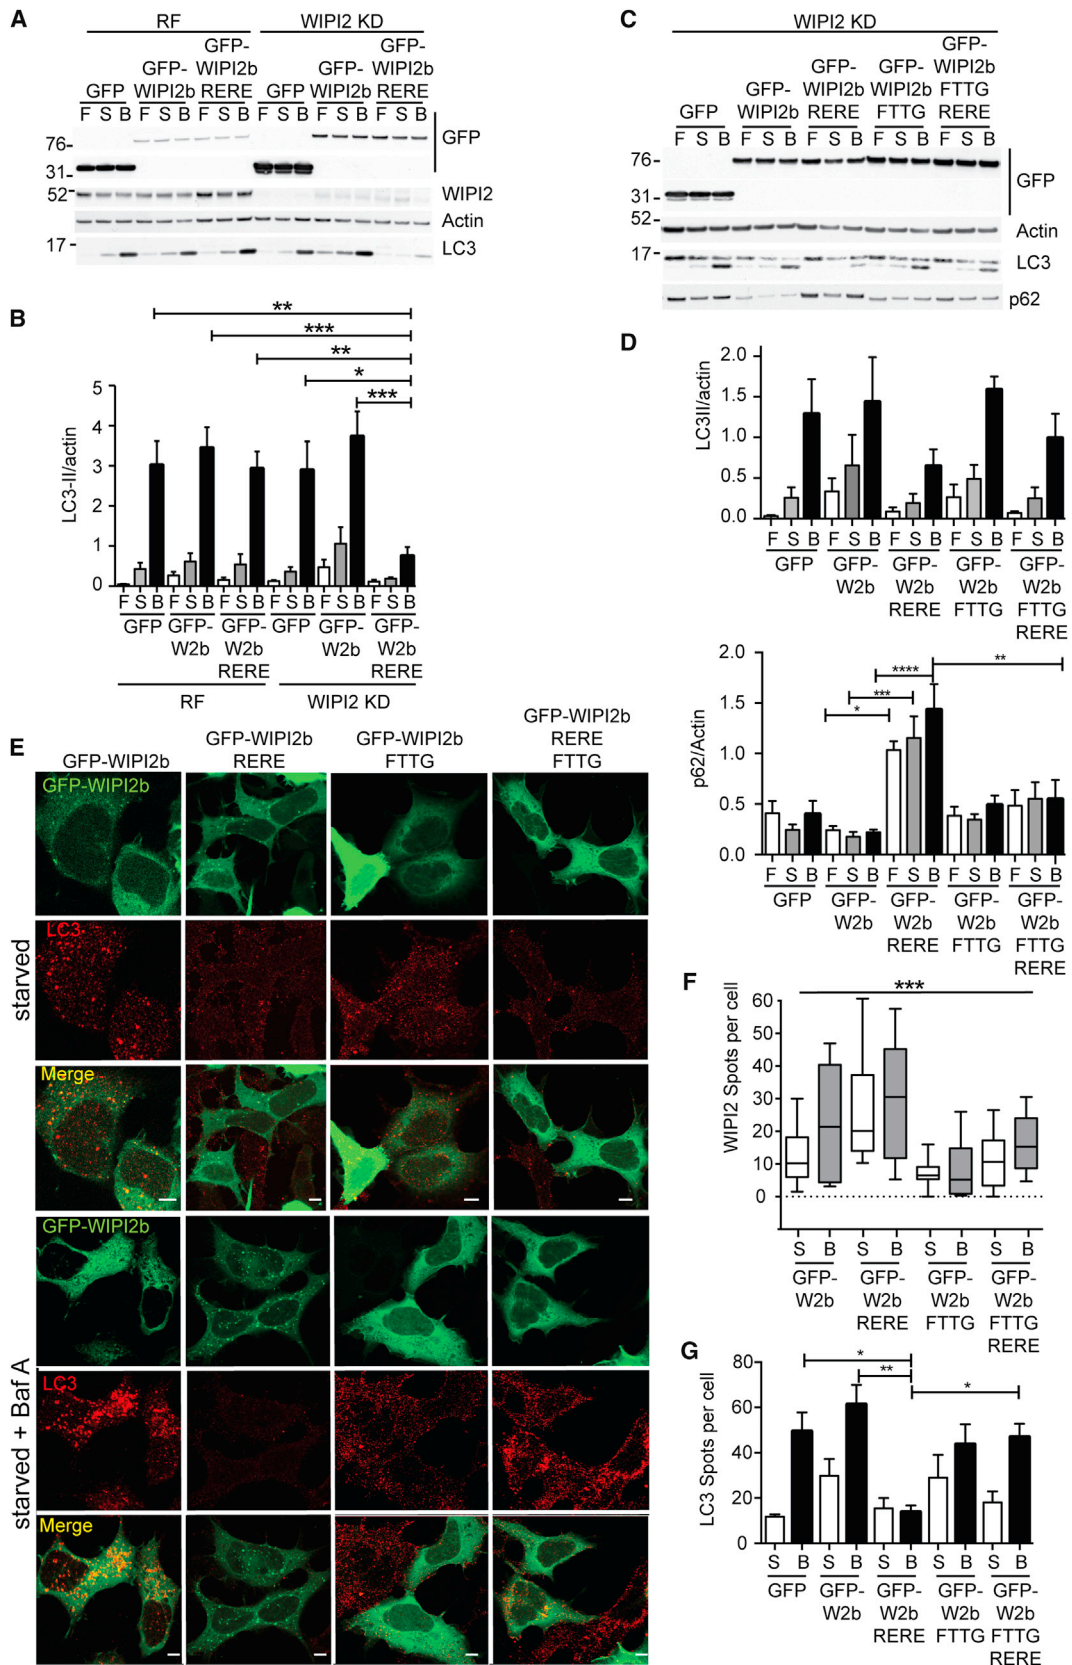 A
RF
WIPI2 KD
GFP-
WIPI2b
RERE
GFP-
WIPI2b
GFP
GFP-
WIPI2b
RERE
GFP-
WIPI2b
GFP
F S B F S B F S B F S B F S B F S B
76
31
52
17
GFP
WIPI2
Actin
LC3
B
**
***
**
*
***
LC3-II/actin
5
4
3
2
1
0
F S B F S B F S B F S B F S B F S B
GFP
GFP-
W2b
GFP-
W2b
RERE
GFP
GFP-
W2b
GFP-
W2b
RERE
RF
WIPI2 KD
C
WIPI2 KD
GFP
GFP-
WIPI2b
GFP-
WIPI2b
RERE
GFP-
WIPI2b
FTTG
GFP-
WIPI2b
FTTG
RERE
F S B F S B F S B F S B F S B
76
31
52
17
GFP
Actin
LC3
p62
D
LC3II/actin
2.0
1.5
1.0
0.5
0.0
F S B F S B F S B F S B F S B
GFP
GFP-
W2b
GFP-
W2b
RERE
GFP-
W2b
FTTG
GFP-
W2b
FTTG
RERE
p62/Actin
2.0
1.5
1.0
0.5
0.0
*
***
****
**
F S B F S B F S B F S B F S B
GFP
GFP-
W2b
GFP-
W2b
RERE
GFP-
W2b
FTTG
GFP-
W2b
FTTG
RERE
E
GFP-WIPI2b
GFP-WIPI2b
RERE
GFP-WIPI2b
FTTG
GFP-WIPI2b
RERE
FTTG
starved
GFP-WIPI2b
LC3
Merge
starved + Baf A
GFP-WIPI2b
LC3
Merge
F
***
WIPI2 Spots per cell
60
50
40
30
20
10
0
S B S B S B S B
GFP-
W2b
GFP-
W2b
RERE
GFP-
W2b
FTTG
GFP-
W2b
FTTG
RERE
G
*
**
*
LC3 Spots per cell
80
60
40
20
0
S B S B S B S B S B
GFP
GFP-
W2b
GFP-
W2b
RERE
GFP-
W2b
FTTG
GFP-
W2b
FTTG
RERE